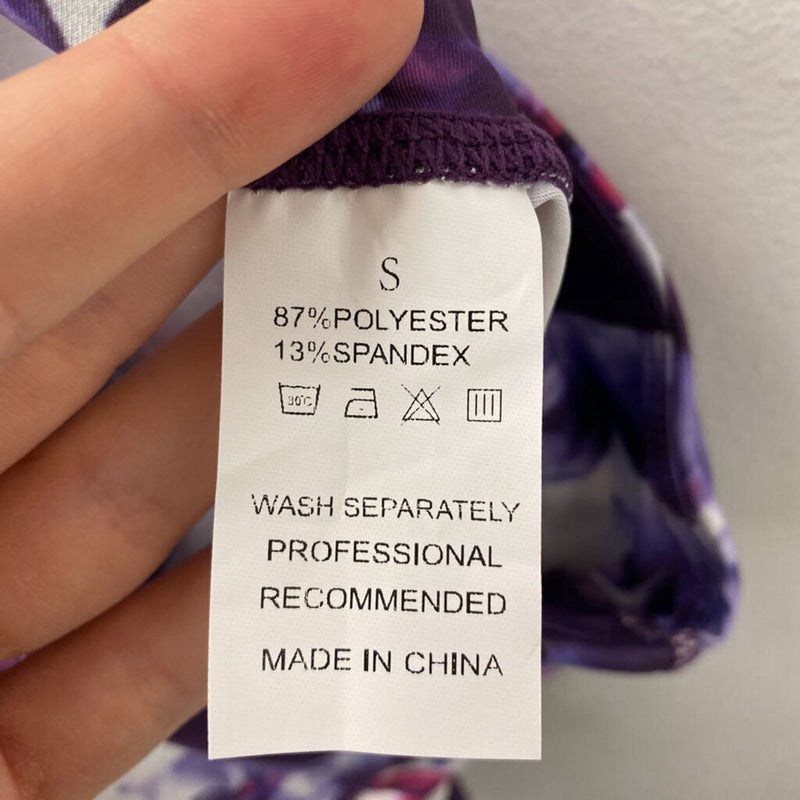 S
87%POLYESTER
13%SPANDEX
30°C
WASH SEPARATELY
PROFESSIONAL
RECOMMENDED
MADE IN CHINA